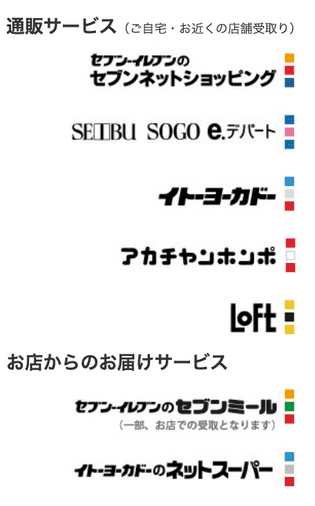 通販サービス（ご自宅・お近くの店舗受取り）
セブン-イレブンの
セブンネットショッピング
SEIBU SOGO e.デパート
イトーヨーカドー
アカチャンホンポ
LOFT
お店からのお届けサービス
セブン-イレブンのセブンミール
（一部、お店での受取となります）
イトーヨーカドーのネットスーパー